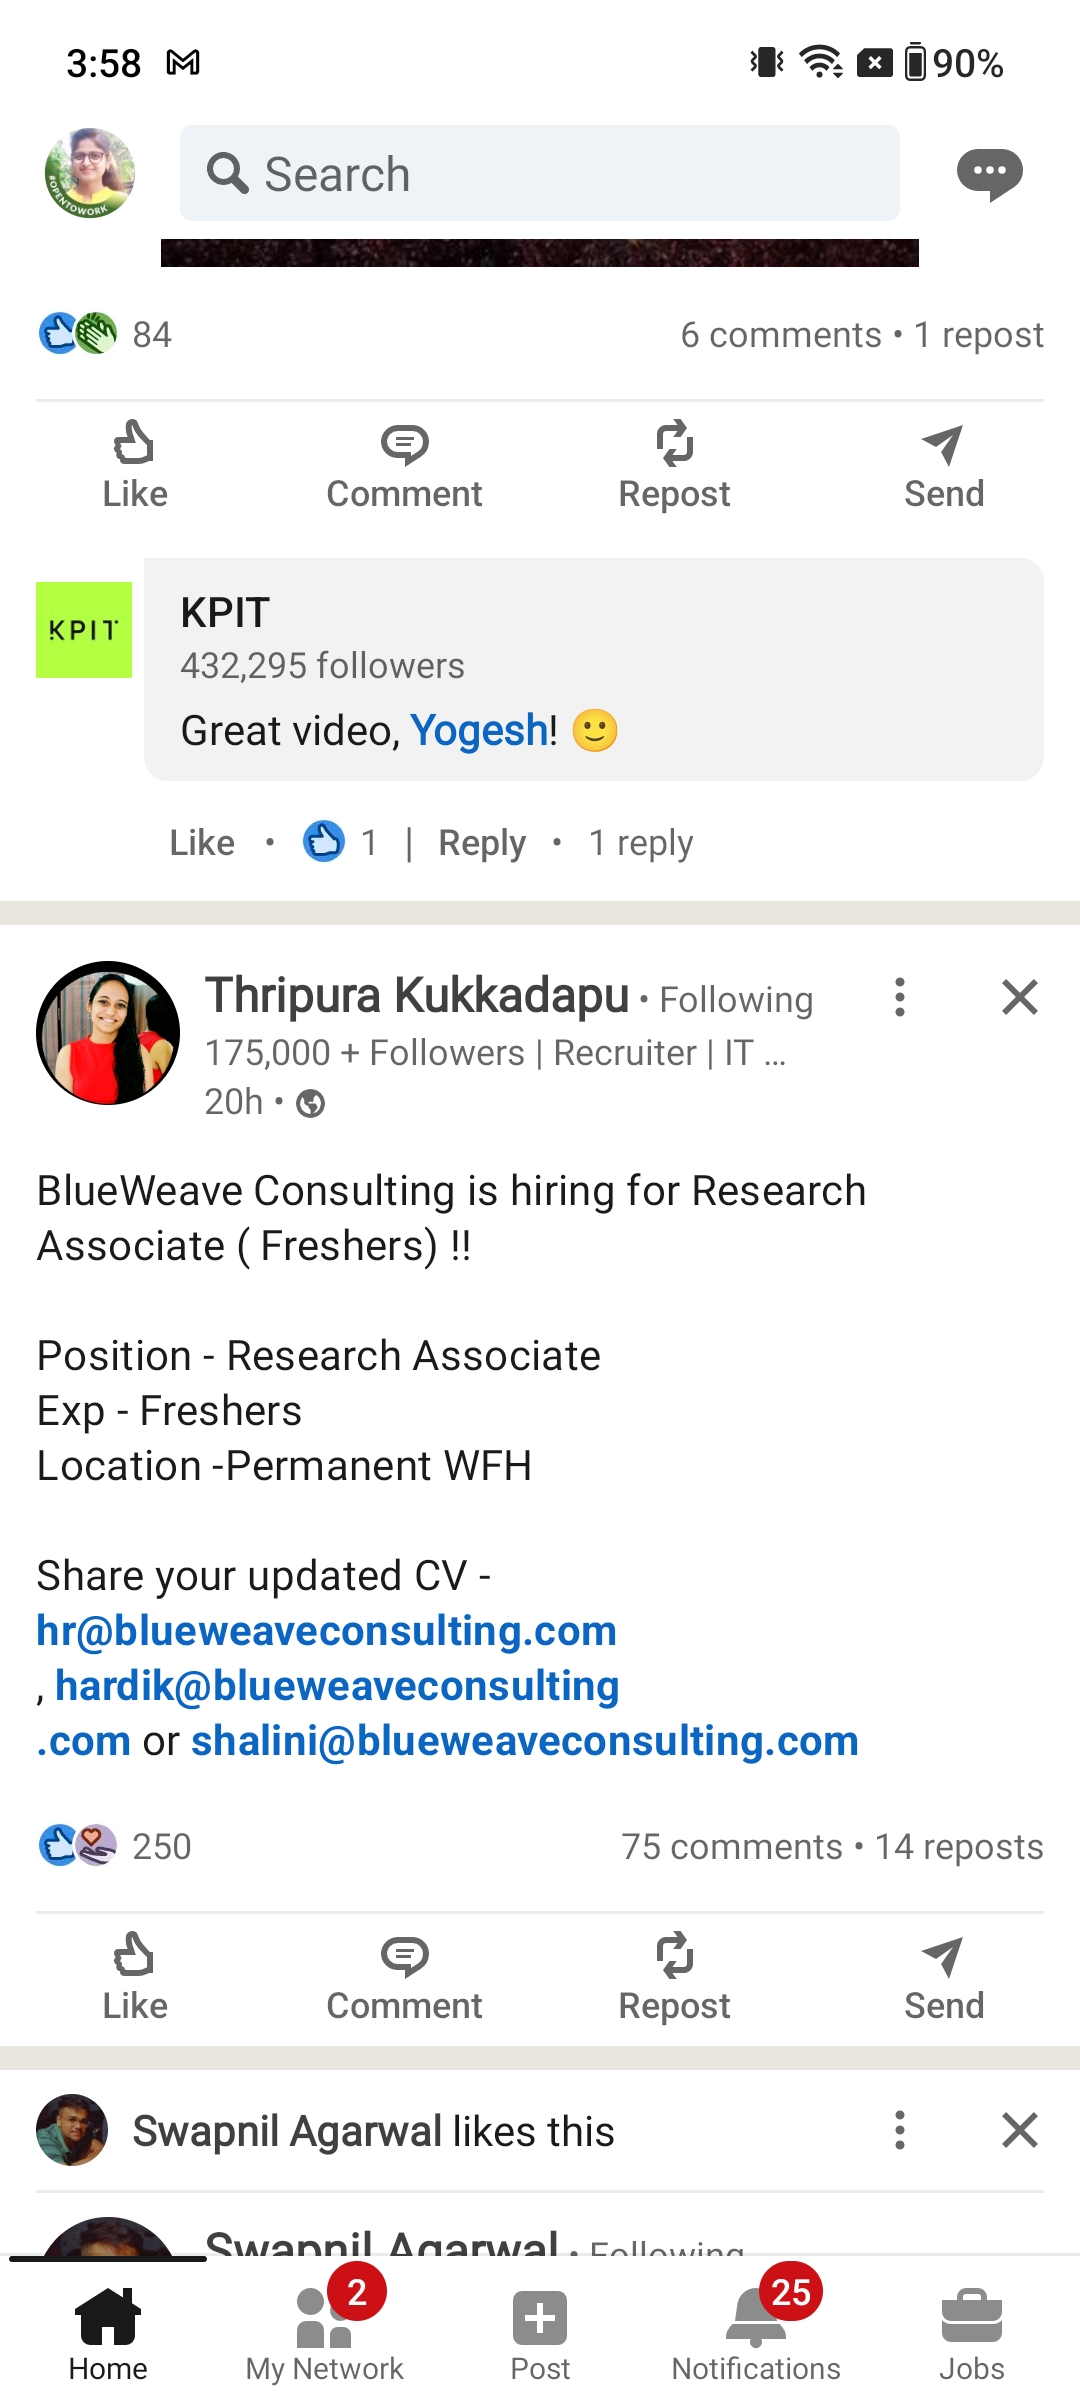 3:58 90%
#OPENTOWORK
Search
84 6 comments • 1 repost
Like Comment Repost Send
KPIT
KPIT
432,295 followers
Great video, Yogesh! 🙂
Like • 1 | Reply • 1 reply
Thripura Kukkadapu • Following
175,000 + Followers | Recruiter | IT ...
20h •
BlueWeave Consulting is hiring for Research
Associate ( Freshers) !!
Position - Research Associate
Exp - Freshers
Location -Permanent WFH
Share your updated CV -
hr@blueweaveconsulting.com
, hardik@blueweaveconsulting
.com or shalini@blueweaveconsulting.com
250 75 comments • 14 reposts
Like Comment Repost Send
Swapnil Agarwal likes this
Swapnil Agarwal • Following
2 25
Home My Network Post Notifications Jobs